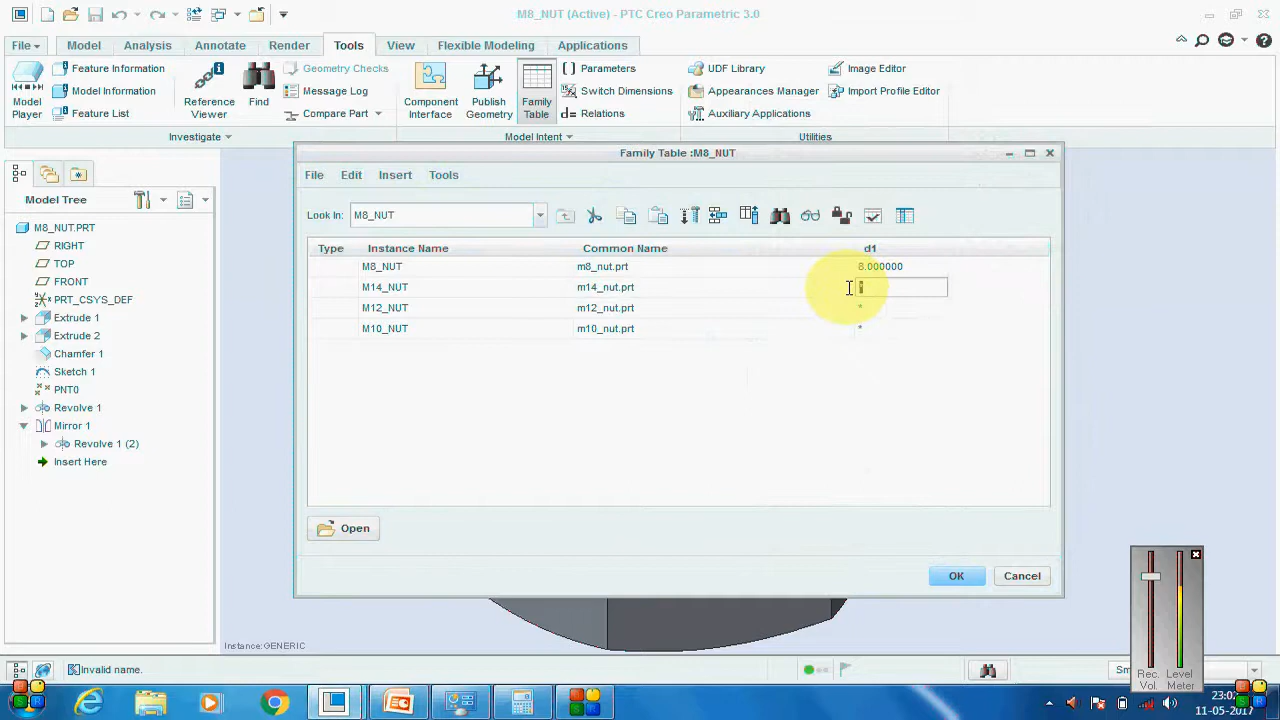 M8_NUT (Active) - PTC Creo Parametric 3.0
File Model Analysis Annotate Render Tools View Flexible Modeling Applications
Model Player
Feature Information
Model Information
Feature List
Reference Viewer
Find
Geometry Checks
Message Log
Compare Part
Component Interface
Publish Geometry
Family Table
Parameters
Switch Dimensions
d= Relations
UDF Library
Appearances Manager
Auxiliary Applications
Image Editor
Import Profile Editor
Investigate Model Intent Utilities
Model Tree
M8_NUT.PRT
RIGHT
TOP
FRONT
PRT_CSYS_DEF
Extrude 1
Extrude 2
Chamfer 1
Sketch 1
PNT0
Revolve 1
Mirror 1
Revolve 1 (2)
Insert Here
Family Table :M8_NUT
File Edit Insert Tools
Look In: M8_NUT
Type Instance Name Common Name d1
M8_NUT m8_nut.prt 8.000000
M14_NUT m14_nut.prt *
M12_NUT m12_nut.prt *
M10_NUT m10_nut.prt *
Open
OK Cancel
Instance:GENERIC
Invalid name.
Rec. Vol.
Level Meter
11-05-2017